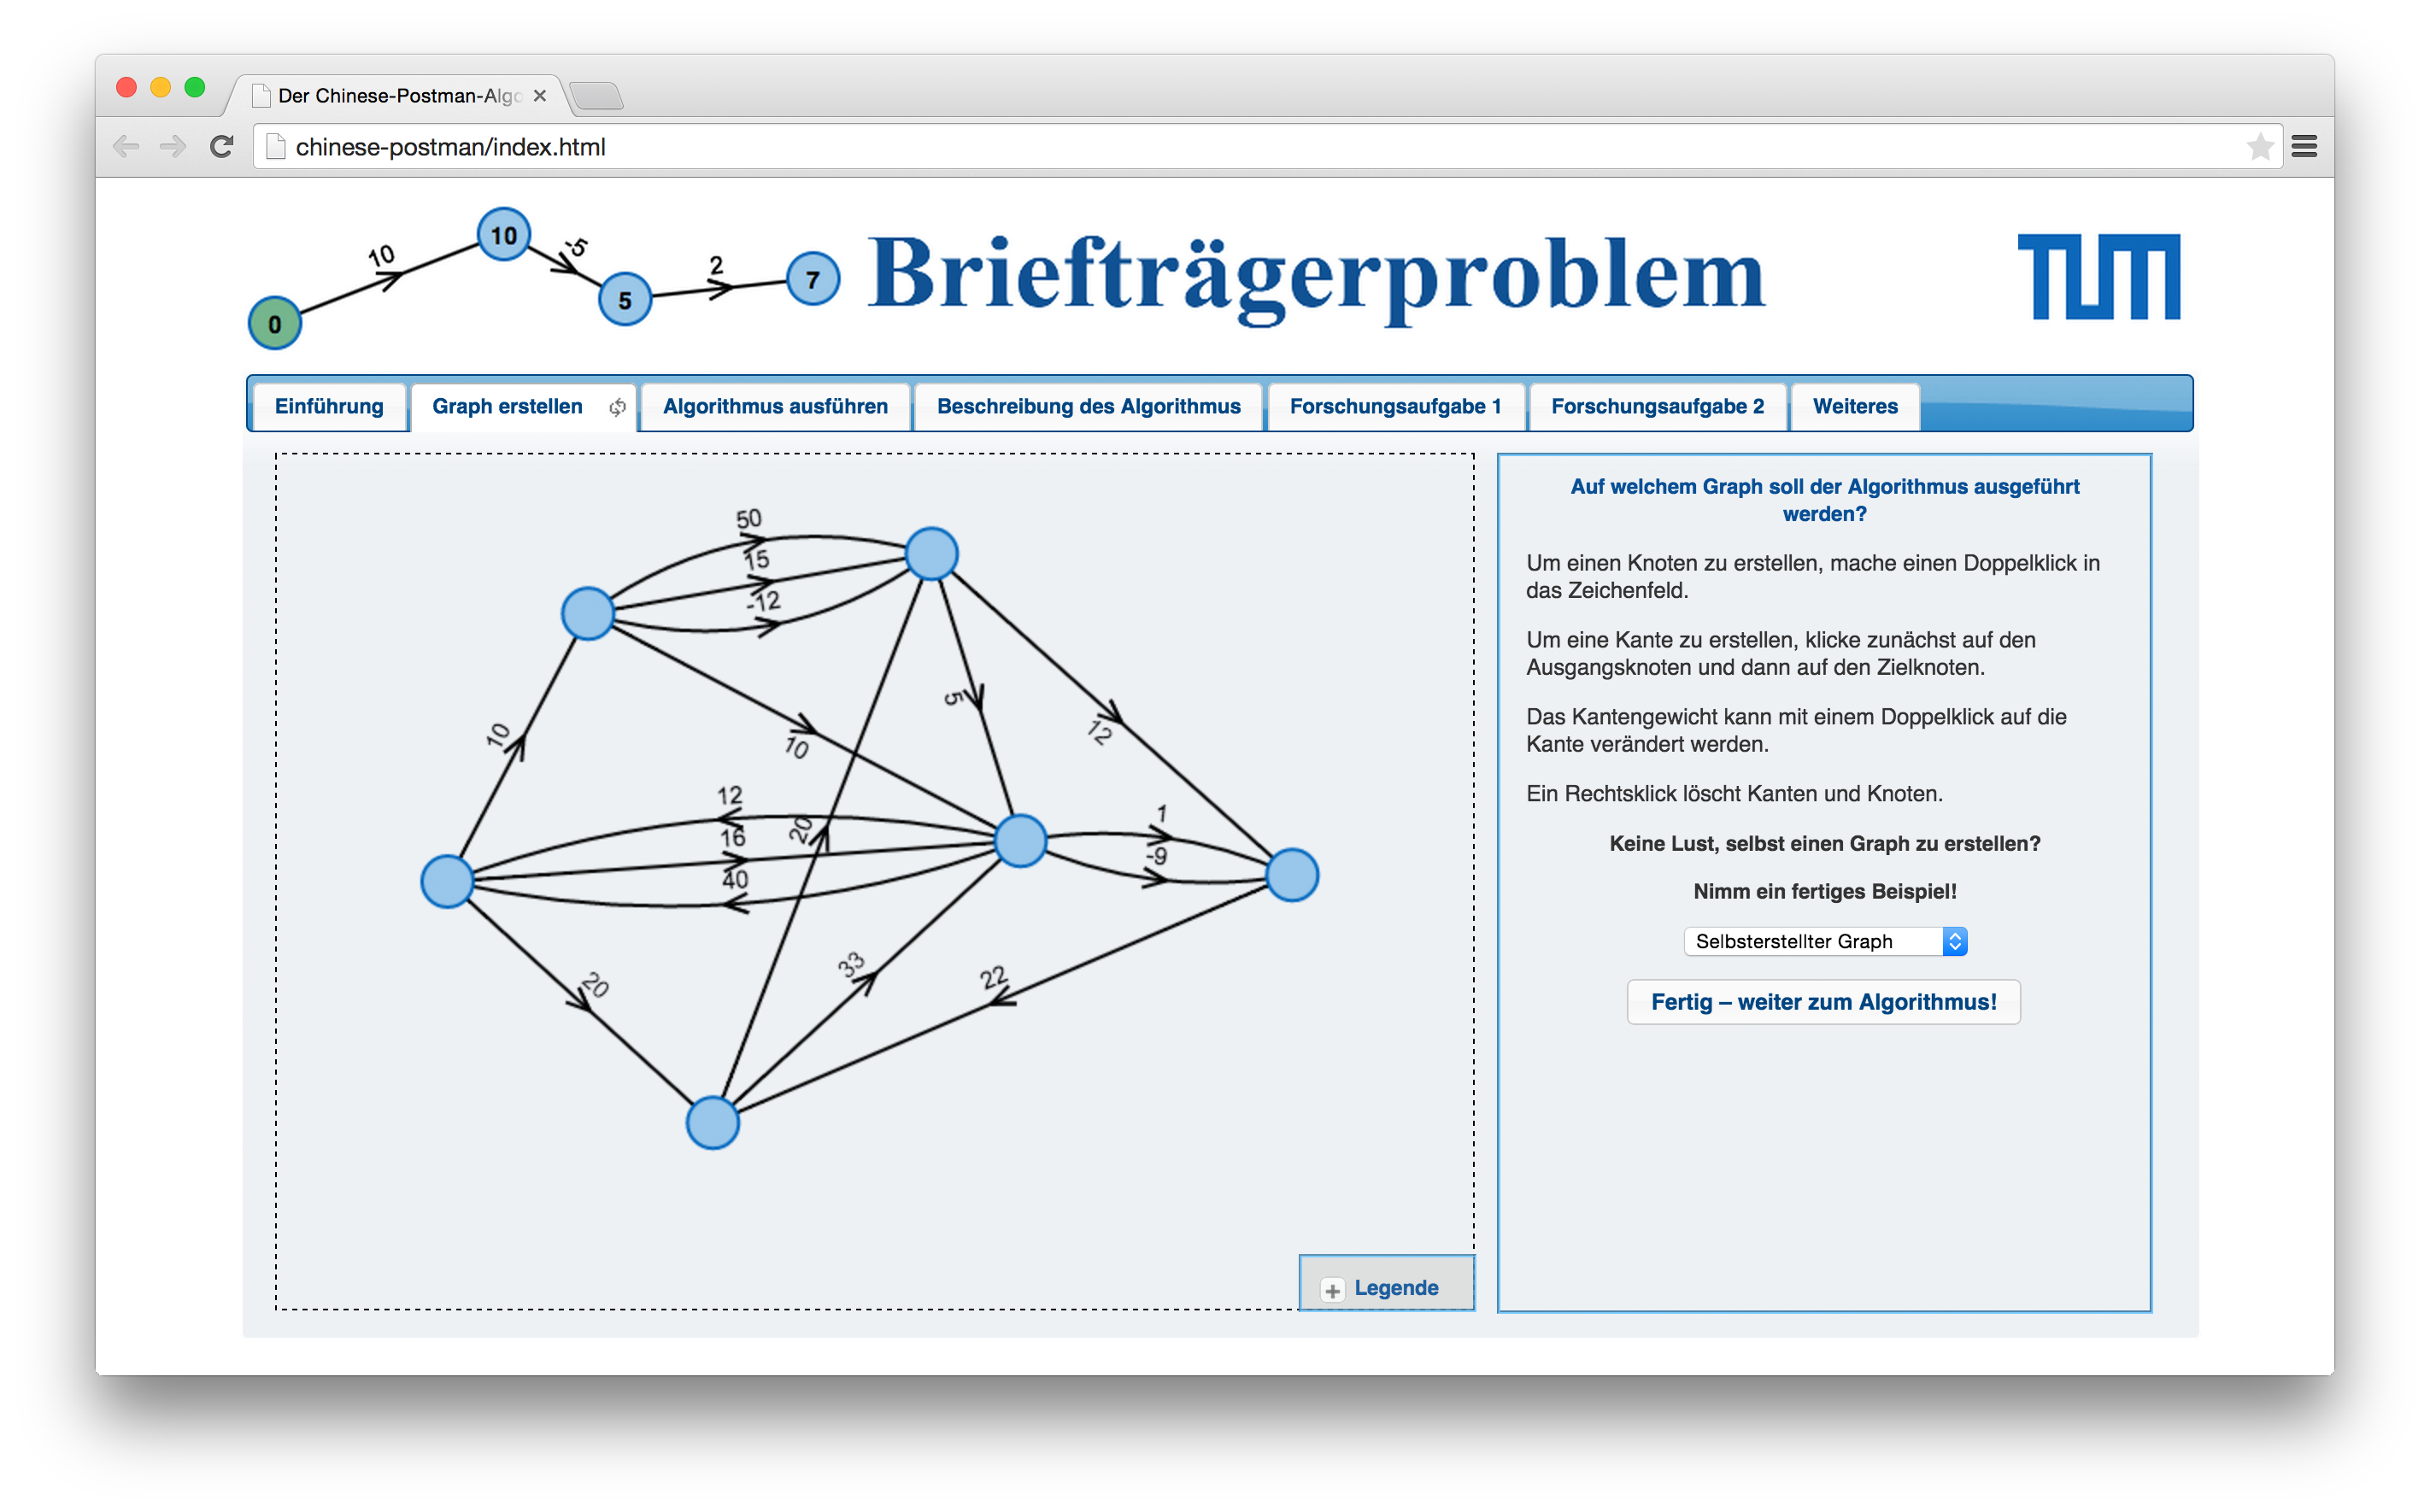 Der Chinese-Postman-Algo
chinese-postman/index.html
10
10
-5
5
2
7
0
Briefträgerproblem
TUM
Einführung
Graph erstellen
Algorithmus ausführen
Beschreibung des Algorithmus
Forschungsaufgabe 1
Forschungsaufgabe 2
Weiteres
50
15
-12
10
10
5
12
12
16
20
40
1
-9
20
33
22
Legende
Auf welchem Graph soll der Algorithmus ausgeführt
werden?
Um einen Knoten zu erstellen, mache einen Doppelklick in
das Zeichenfeld.
Um eine Kante zu erstellen, klicke zunächst auf den
Ausgangsknoten und dann auf den Zielknoten.
Das Kantengewicht kann mit einem Doppelklick auf die
Kante verändert werden.
Ein Rechtsklick löscht Kanten und Knoten.
Keine Lust, selbst einen Graph zu erstellen?
Nimm ein fertiges Beispiel!
Selbsterstellter Graph
Fertig – weiter zum Algorithmus!